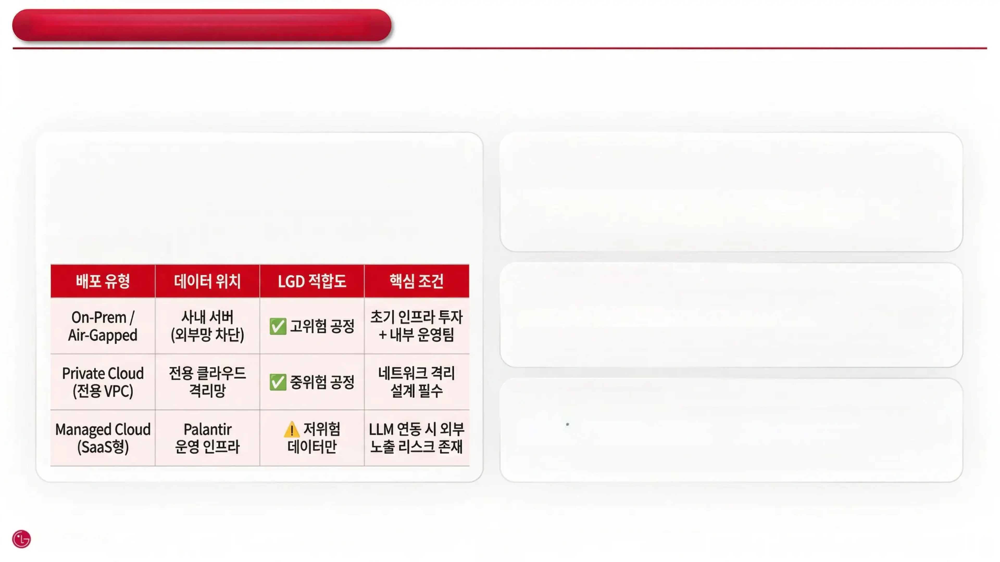 배포 유형 데이터 위치 LGD 적합도 핵심 조건
On-Prem / 사내 서버 ✅ 고위험 공정 초기 인프라 투자
Air-Gapped (외부망 차단) + 내부 운영팀
Private Cloud 전용 클라우드 ✅ 중위험 공정 네트워크 격리
(전용 VPC) 격리망 설계 필수
Managed Cloud Palantir ⚠️ 저위험 LLM 연동 시 외부
(SaaS형) 운영 인프라 데이터만 노출 리스크 존재
LG